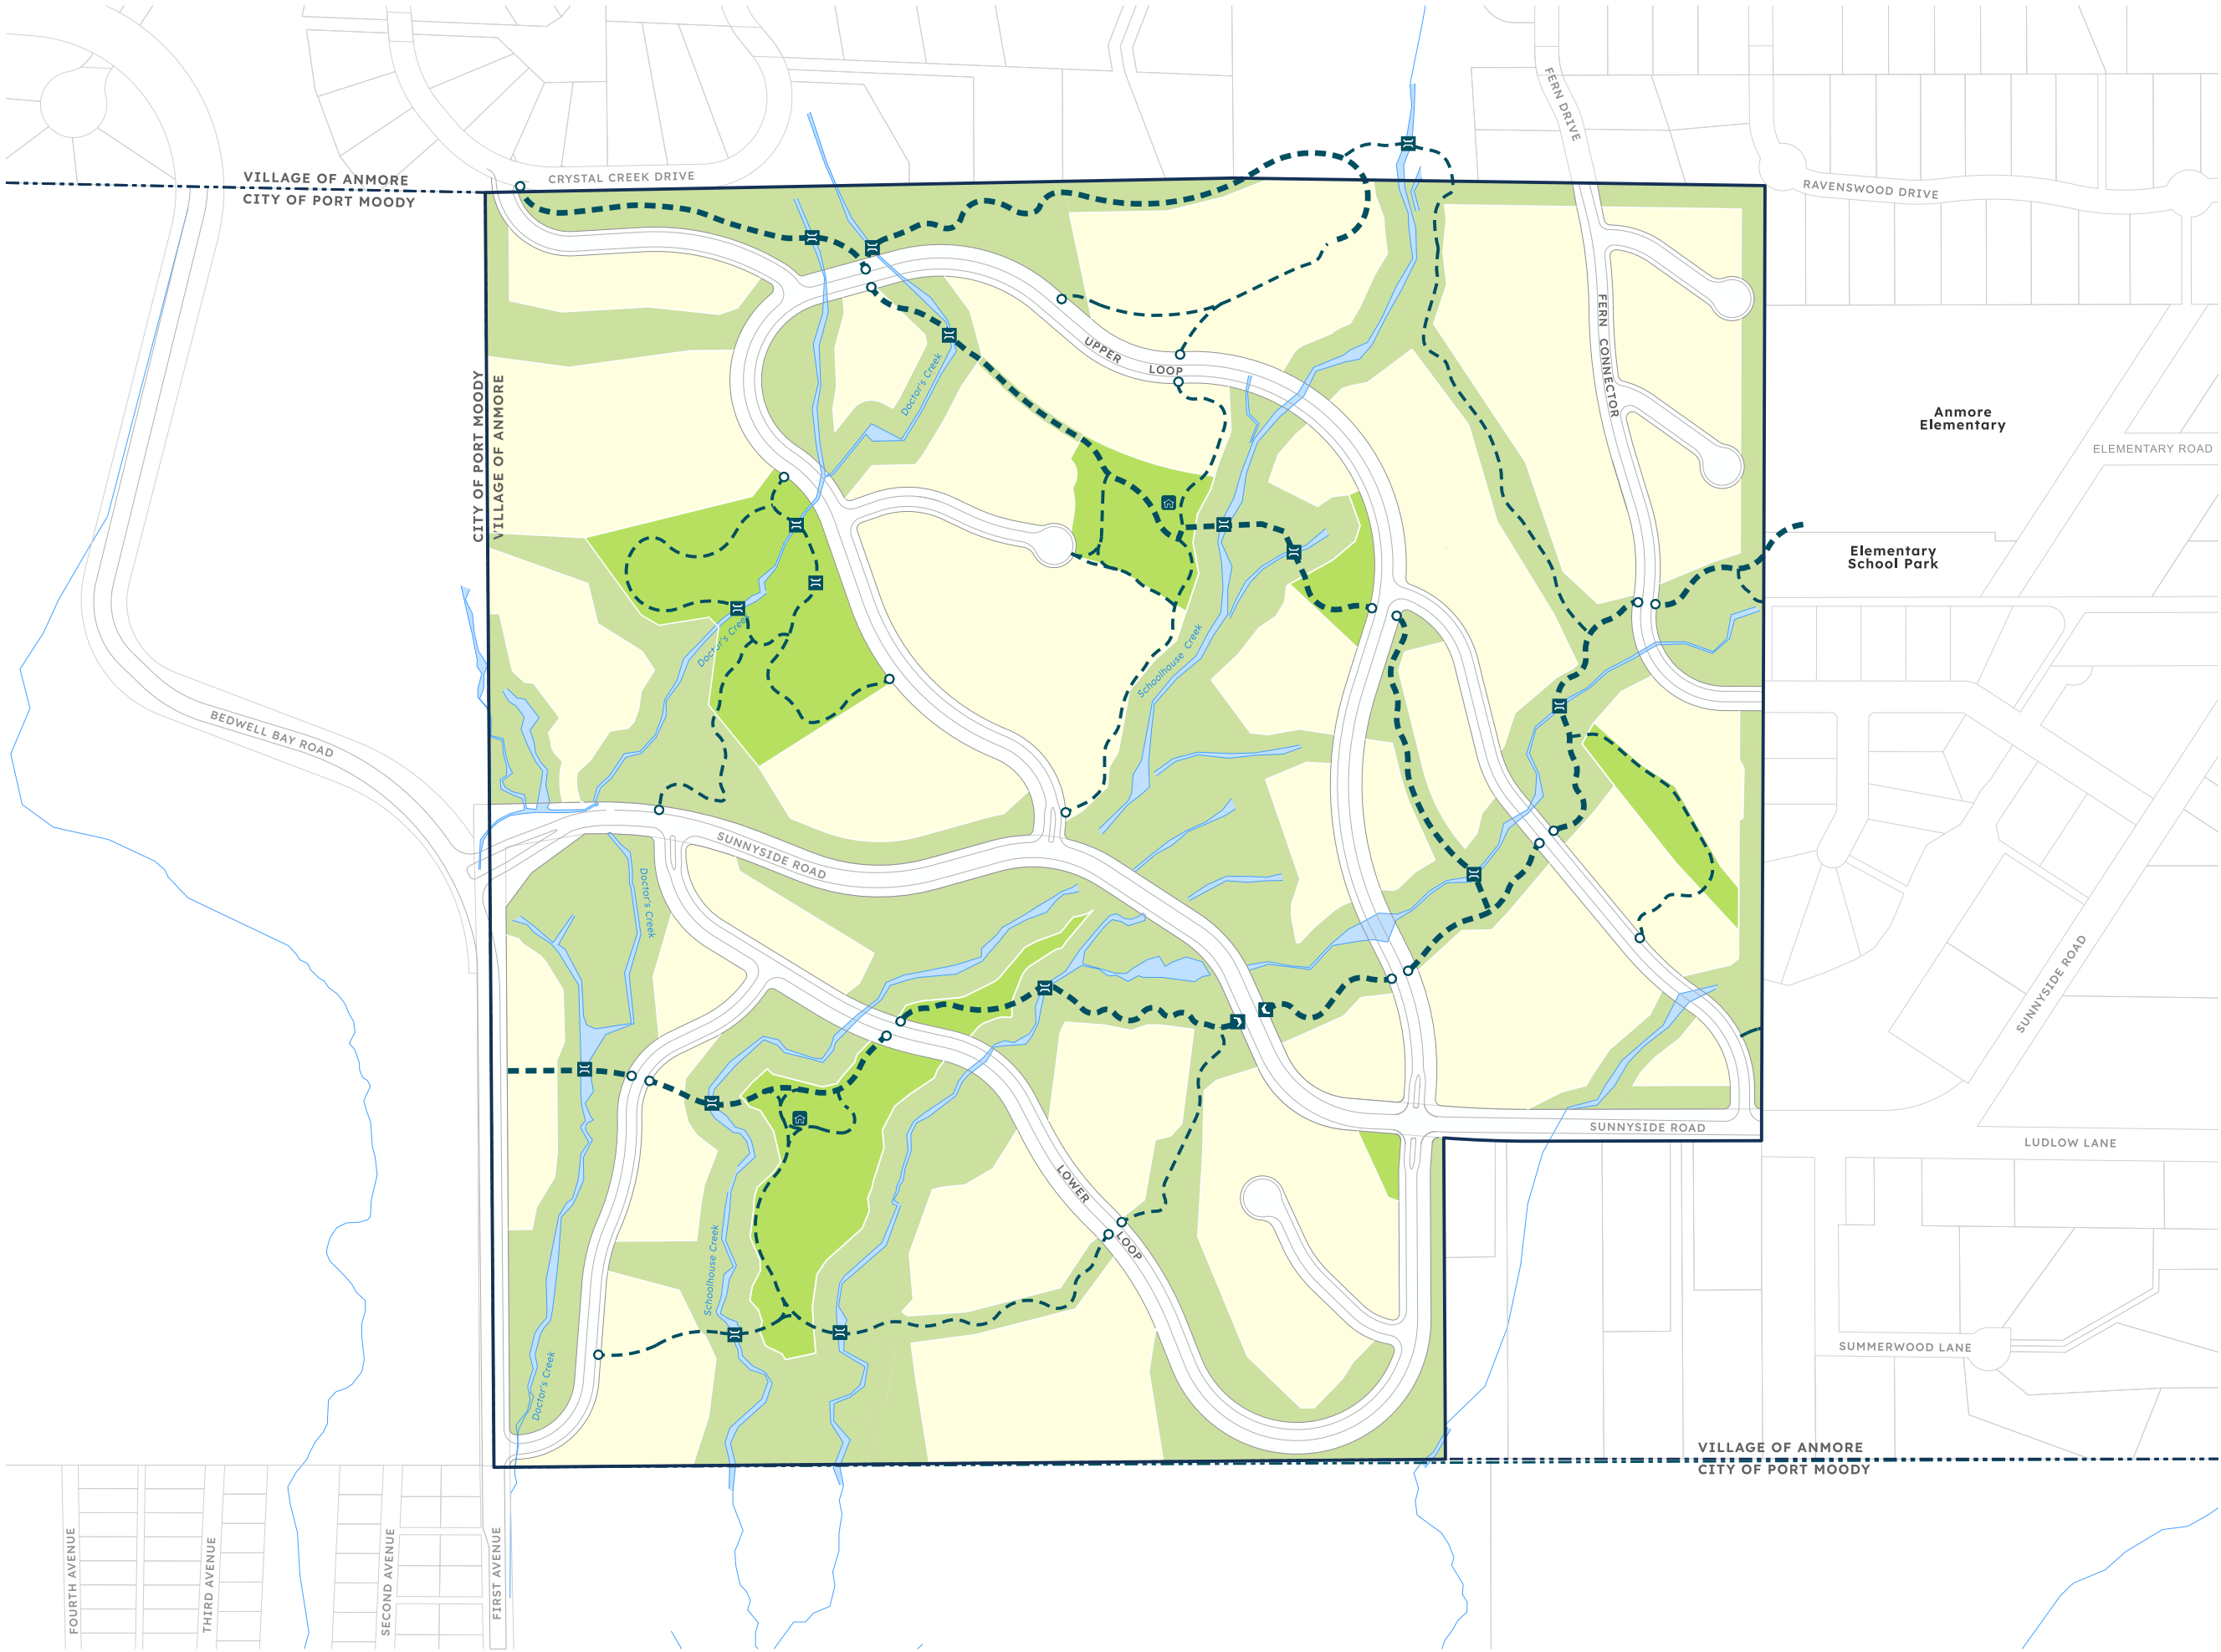 FERN DRIVE
VILLAGE OF ANMORE
CITY OF PORT MOODY
CRYSTAL CREEK DRIVE
RAVENSWOOD DRIVE
FERN CONNECTOR
UPPER
LOOP
Doctor's Creek
CITY OF PORT MOODY
VILLAGE OF ANMORE
Anmore
Elementary
ELEMENTARY ROAD
Elementary
School Park
Doctor's Creek
Schoolhouse Creek
BEDWELL BAY ROAD
SUNNYSIDE ROAD
Doctor's Creek
SUNNYSIDE ROAD
SUNNYSIDE ROAD
LUDLOW LANE
LOWER
LOOP
Schoolhouse Creek
Doctor's Creek
SUMMERWOOD LANE
VILLAGE OF ANMORE
CITY OF PORT MOODY
FOURTH AVENUE
THIRD AVENUE
SECOND AVENUE
FIRST AVENUE